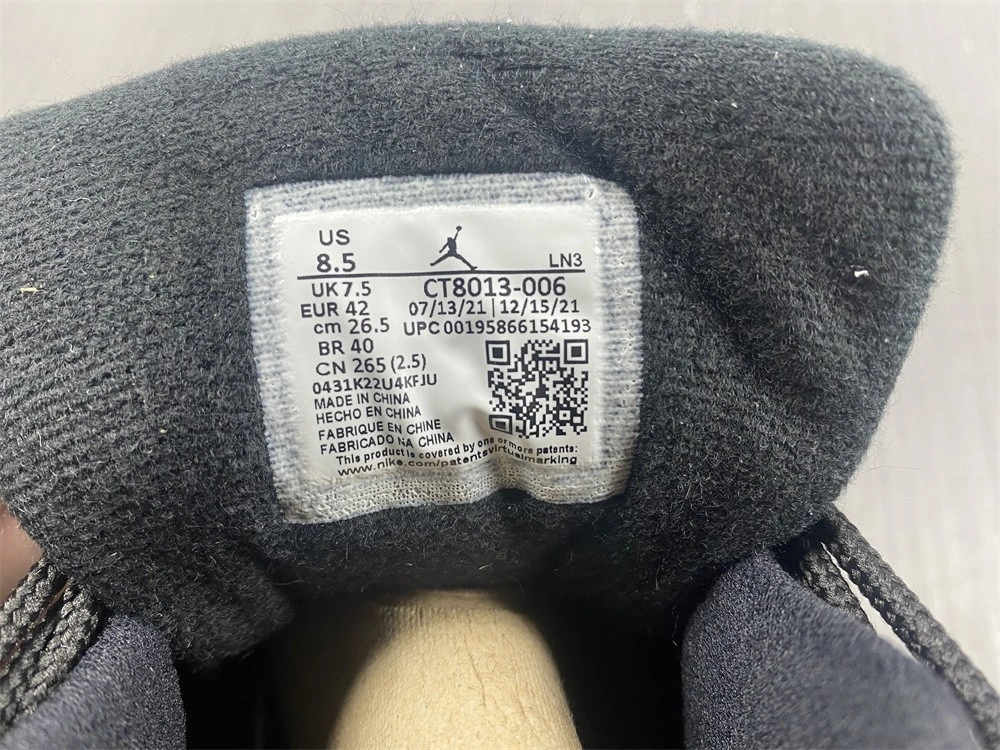 US
8.5 LN3
UK 7.5 CT8013-006
EUR 42 07/13/21 | 12/15/21
cm 26.5 UPC 00195866154193
BR 40
CN 265 (2.5)
0431K22U4KFJU
MADE IN CHINA
HECHO EN CHINA
FABRIQUE EN CHINE
FABRICADO NA CHINA
This product is covered by one or more patents:
www.nike.com/patentsvirtualmarking